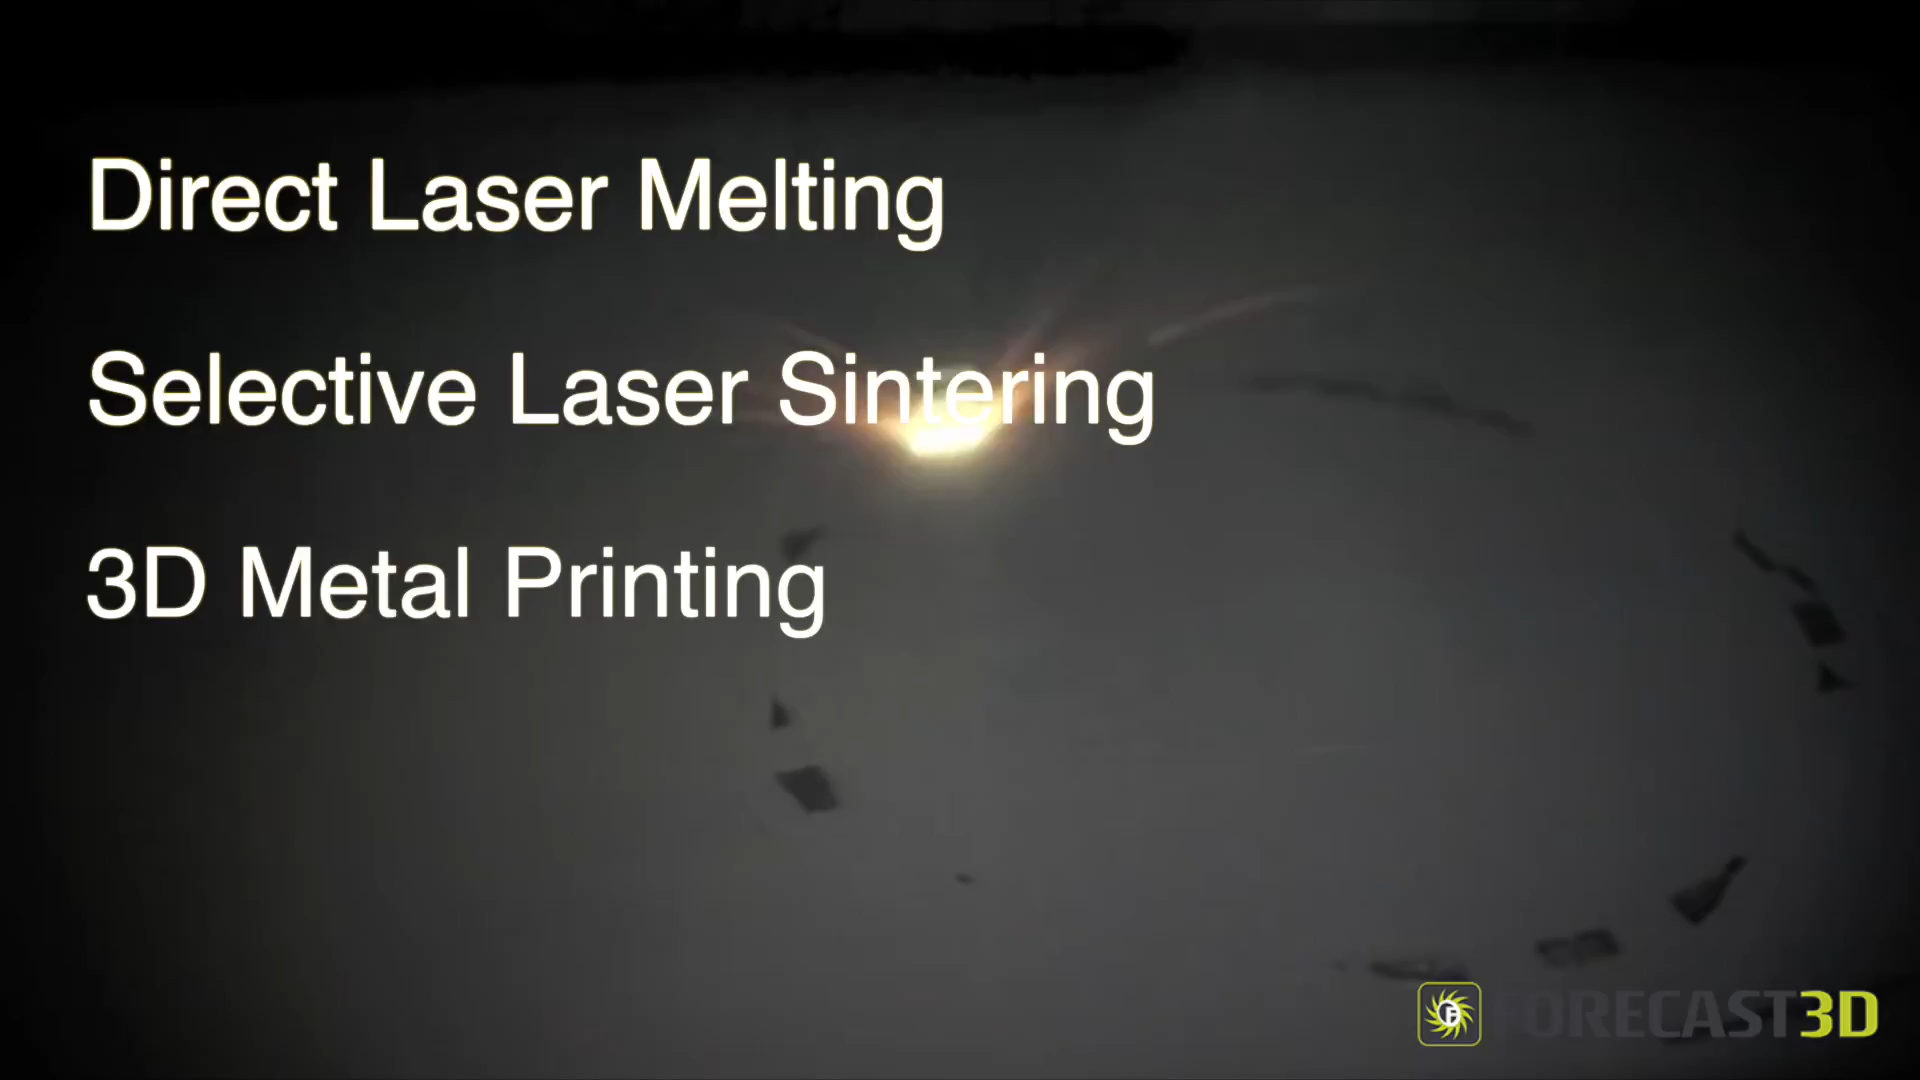 Direct Laser Melting
Selective Laser Sintering
3D Metal Printing
FORECAST3D